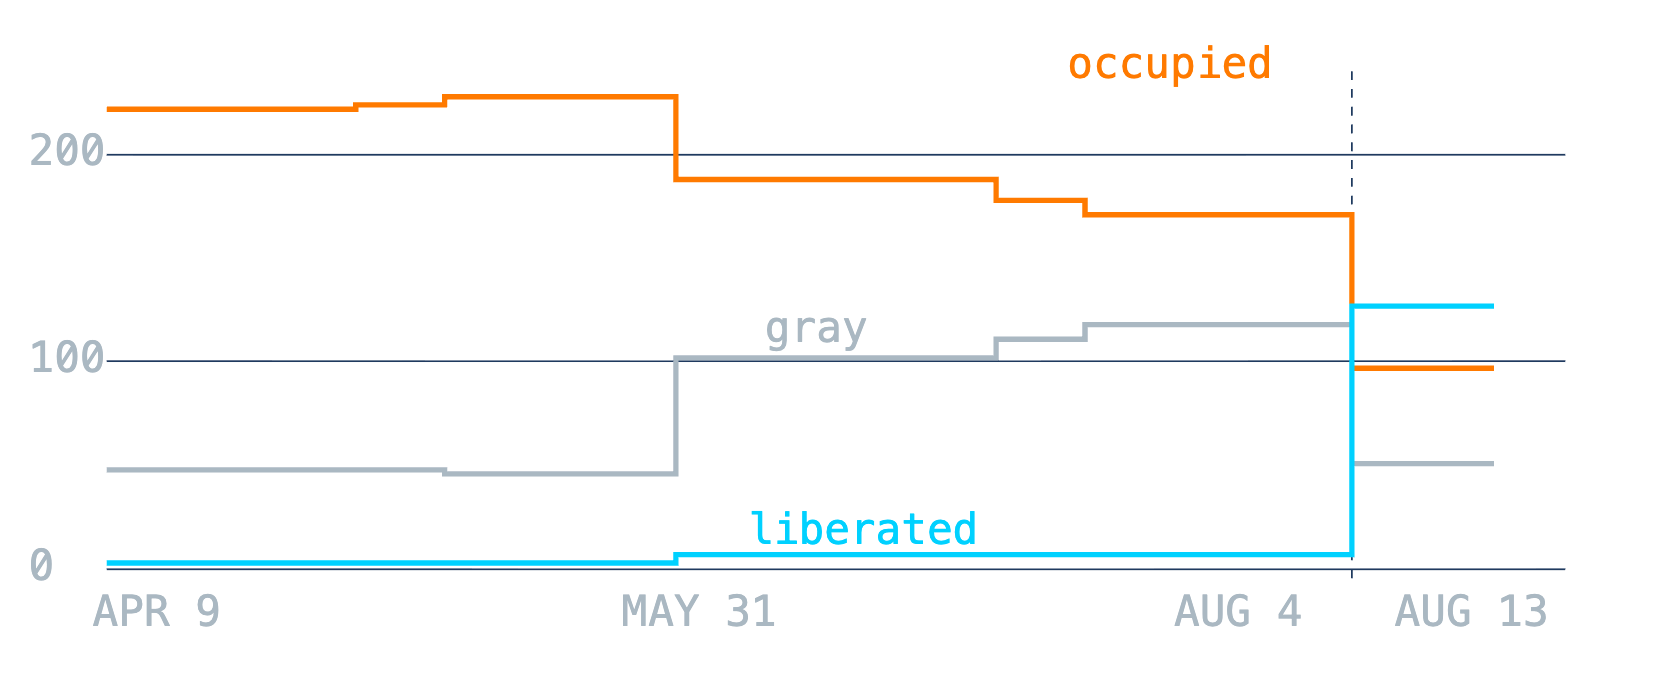 occupied
200
gray
100
liberated
0
APR 9
MAY 31
AUG 4
AUG 13